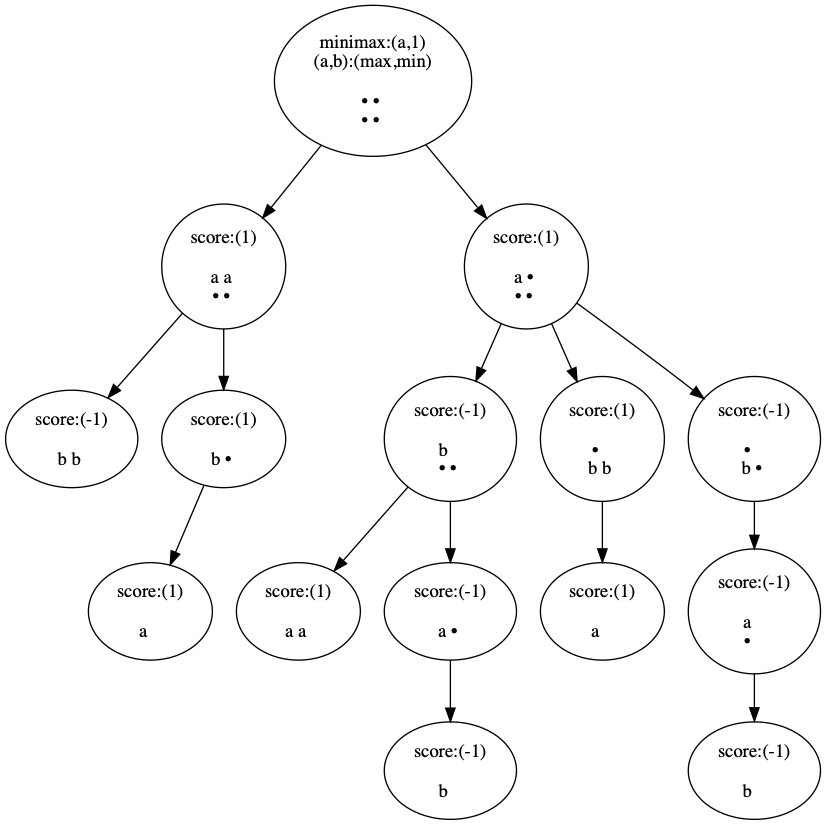 minimax:(a,1)
(a,b):(max,min)
• •
• •
score:(1)
a a
• •
score:(1)
a •
• •
score:(-1)
b b
score:(1)
b •
score:(-1)
b
• •
score:(1)
•
b b
score:(-1)
•
b •
score:(1)
a
score:(1)
a a
score:(-1)
a •
score:(1)
a
score:(-1)
a
•
score:(-1)
b
score:(-1)
b